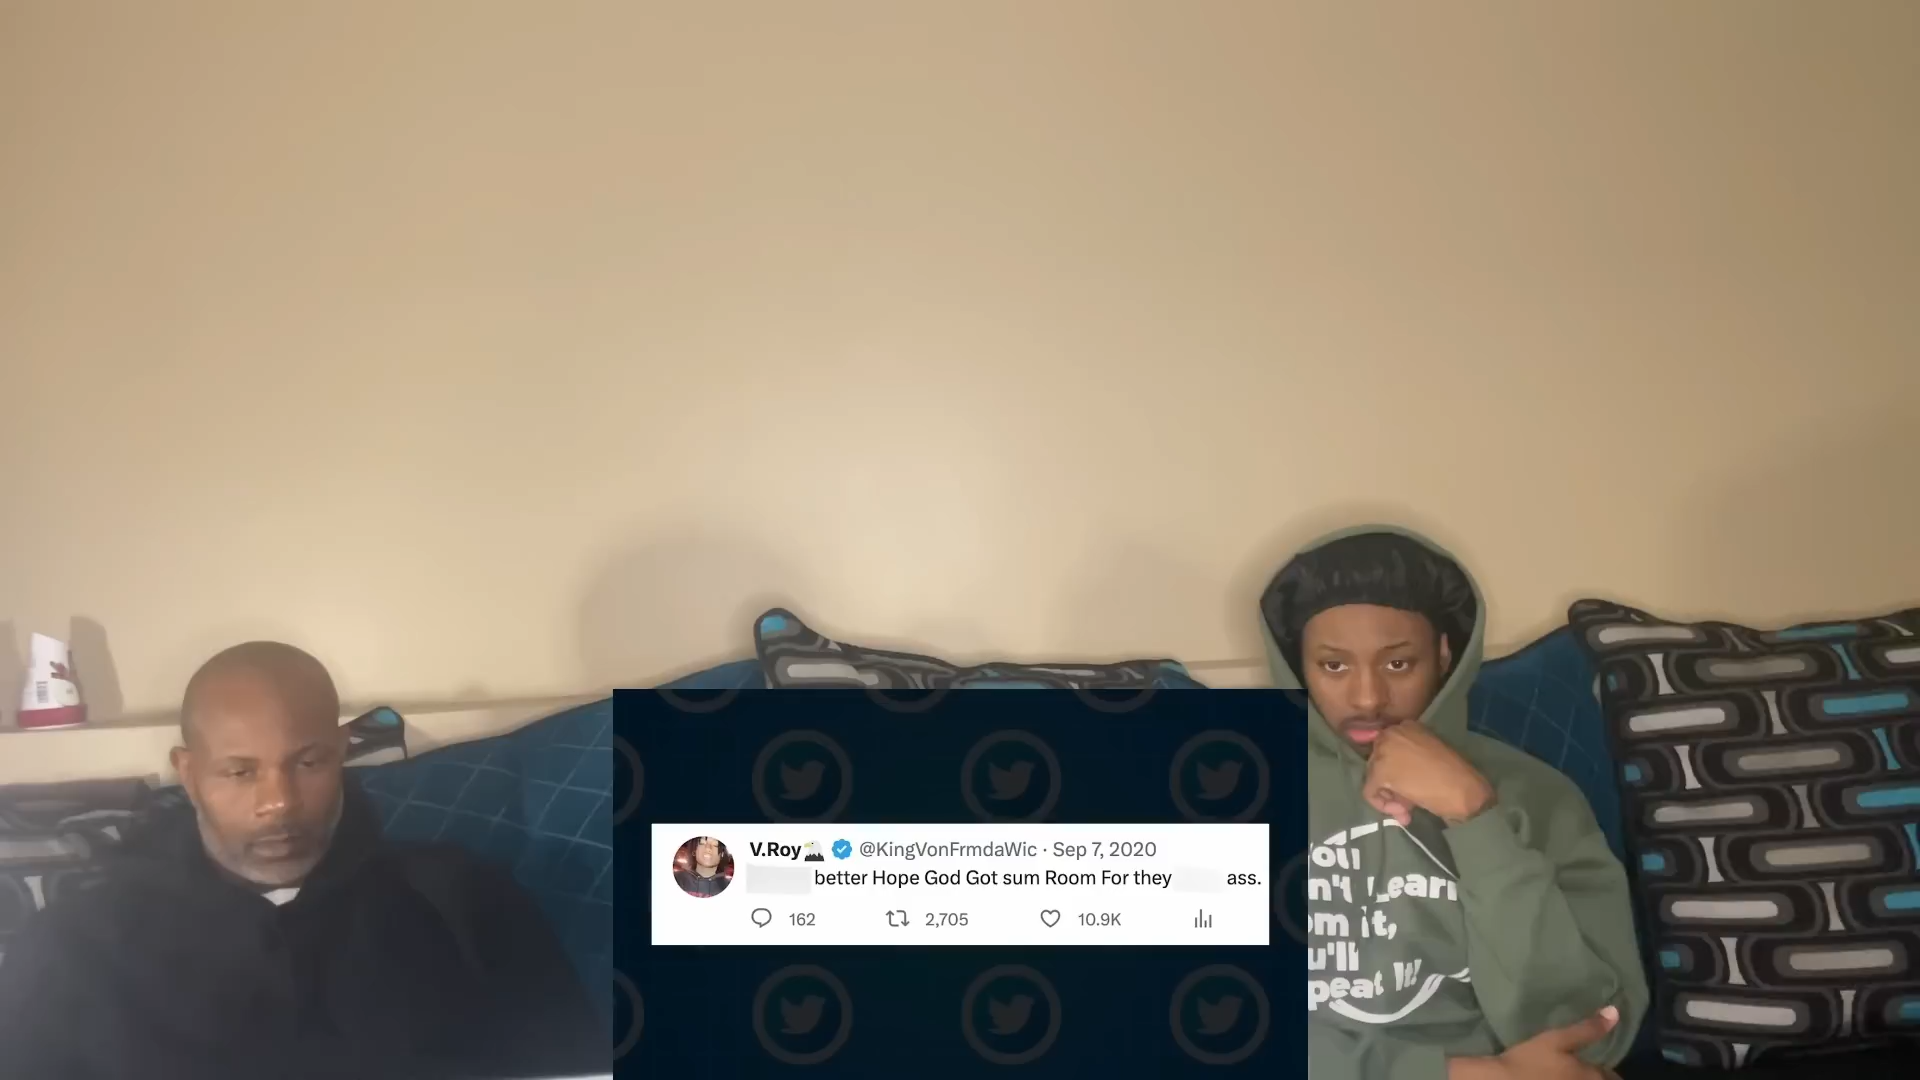 V.Roy @KingVonFrmdaWic · Sep 7, 2020
better Hope God Got sum Room For they ass.
162 2,705 10.9K
it,